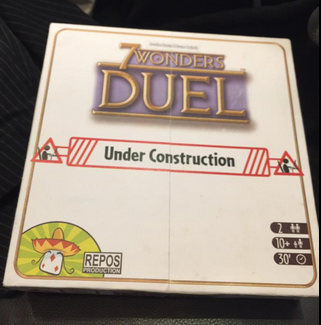 7 WONDERS
DUEL
Under Construction
2
10+
30'
REPOS
PRODUCTION